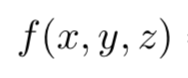 f(x, y, z)